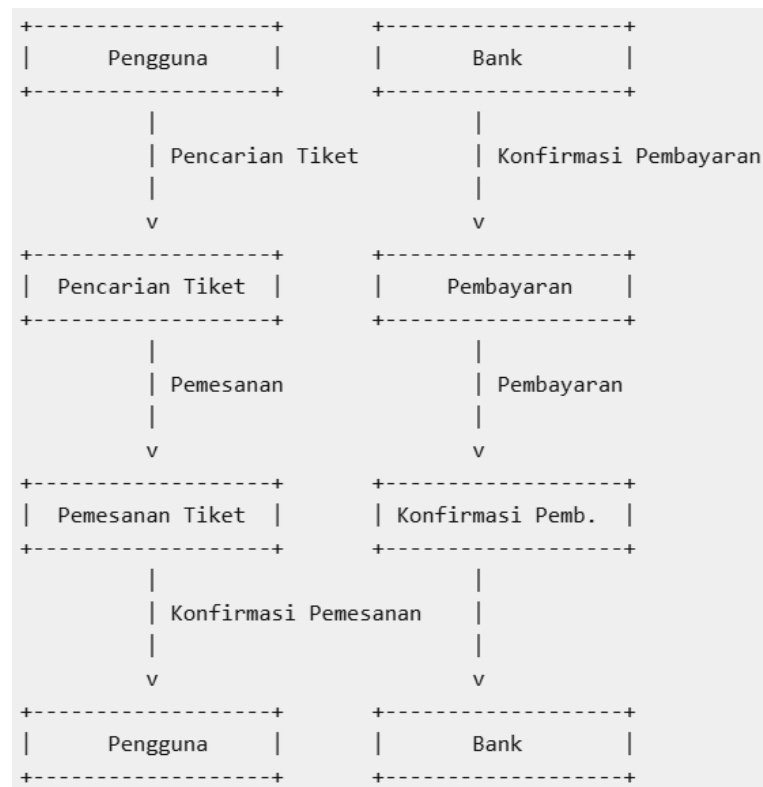 +-------------------+       +-------------------+
|      Pengguna     |       |       Bank        |
+-------------------+       +-------------------+
          |                         |
          | Pencarian Tiket         | Konfirmasi Pembayaran
          |                         |
          v                         v
+-------------------+       +-------------------+
|  Pencarian Tiket  |       |     Pembayaran    |
+-------------------+       +-------------------+
          |                         |
          | Pemesanan               | Pembayaran
          |                         |
          v                         v
+-------------------+       +-------------------+
|  Pemesanan Tiket  |       | Konfirmasi Pemb.  |
+-------------------+       +-------------------+
          |                         |
          | Konfirmasi Pemesanan    |
          |                         |
          v                         v
+-------------------+       +-------------------+
|      Pengguna     |       |       Bank        |
+-------------------+       +-------------------+